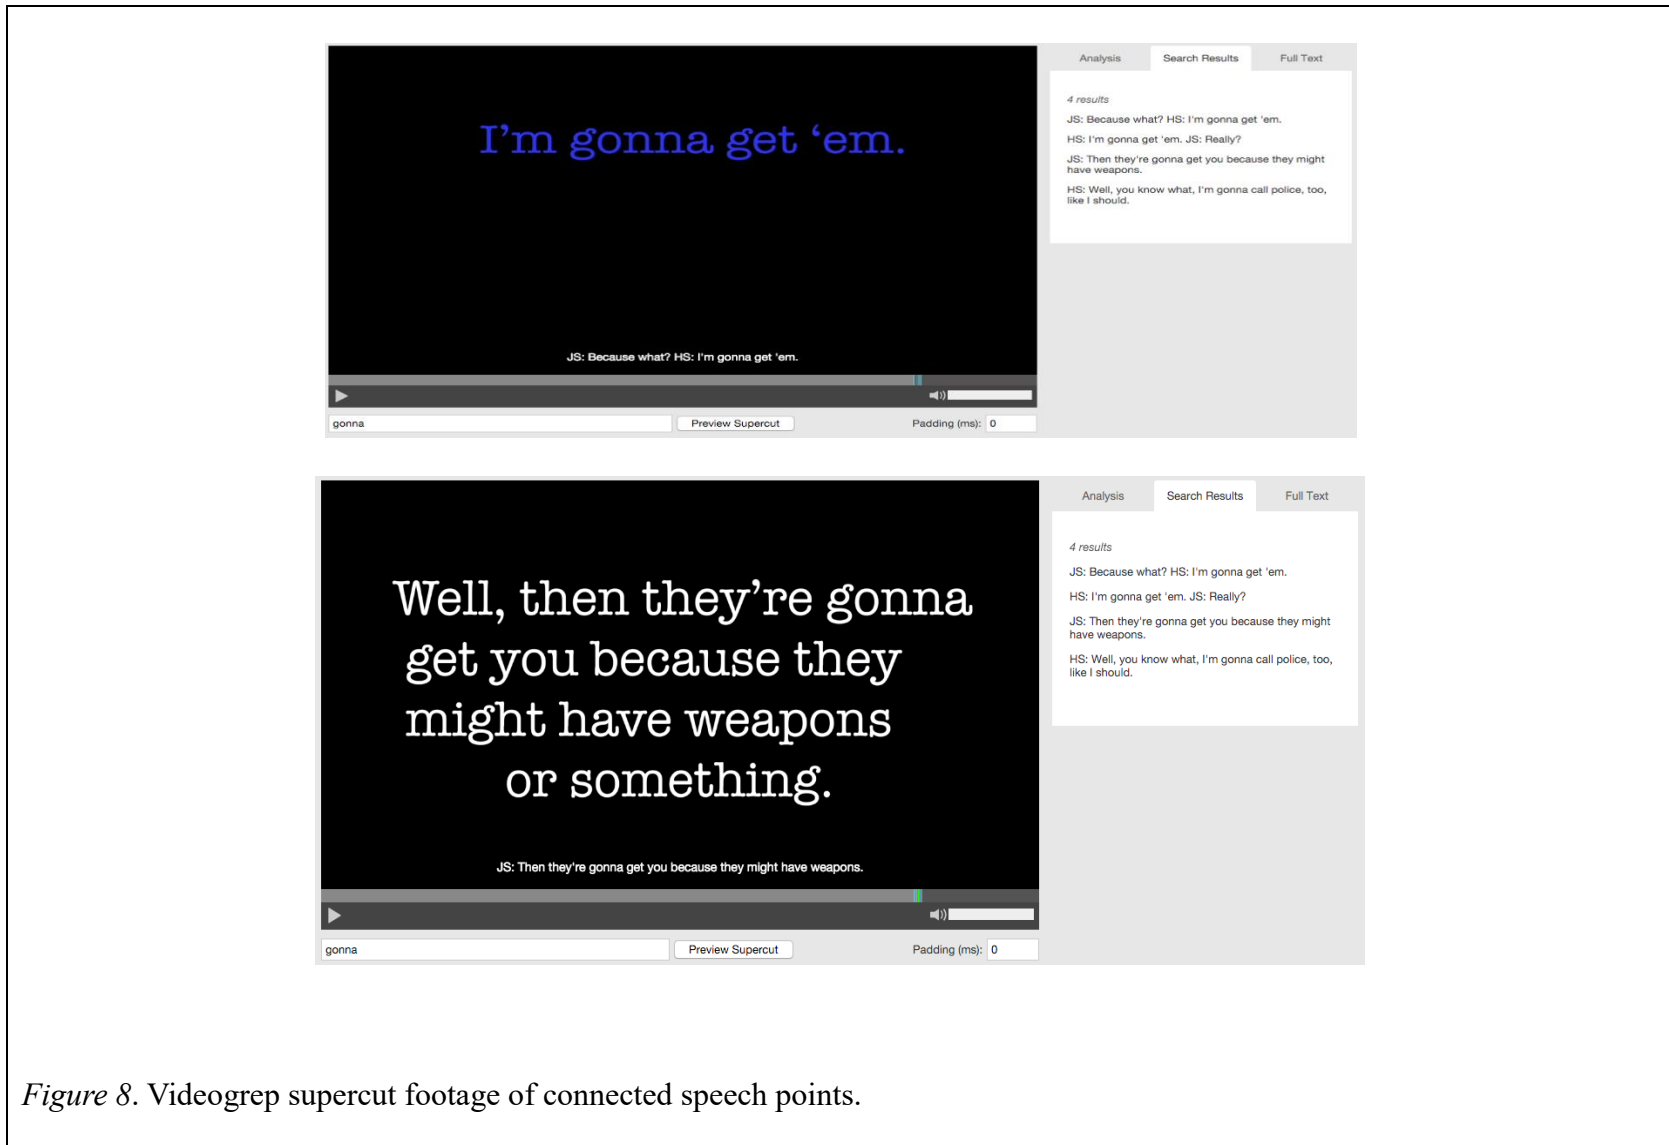 Analysis Search Results Full Text
I'm gonna get ‘em.
4 results
JS: Because what? HS: I'm gonna get 'em.
HS: I'm gonna get 'em. JS: Really?
JS: Then they're gonna get you because they might
have weapons.
HS: Well, you know what, I'm gonna call police, too,
like I should.
JS: Because what? HS: I'm gonna get 'em.
gonna Preview Supercut Padding (ms): 0
Analysis Search Results Full Text
Well, then they’re gonna
get you because they
might have weapons
or something.
4 results
JS: Because what? HS: I'm gonna get 'em.
HS: I'm gonna get 'em. JS: Really?
JS: Then they're gonna get you because they might
have weapons.
HS: Well, you know what, I'm gonna call police, too,
like I should.
JS: Then they're gonna get you because they might have weapons.
gonna Preview Supercut Padding (ms): 0
Figure 8. Videogrep supercut footage of connected speech points.